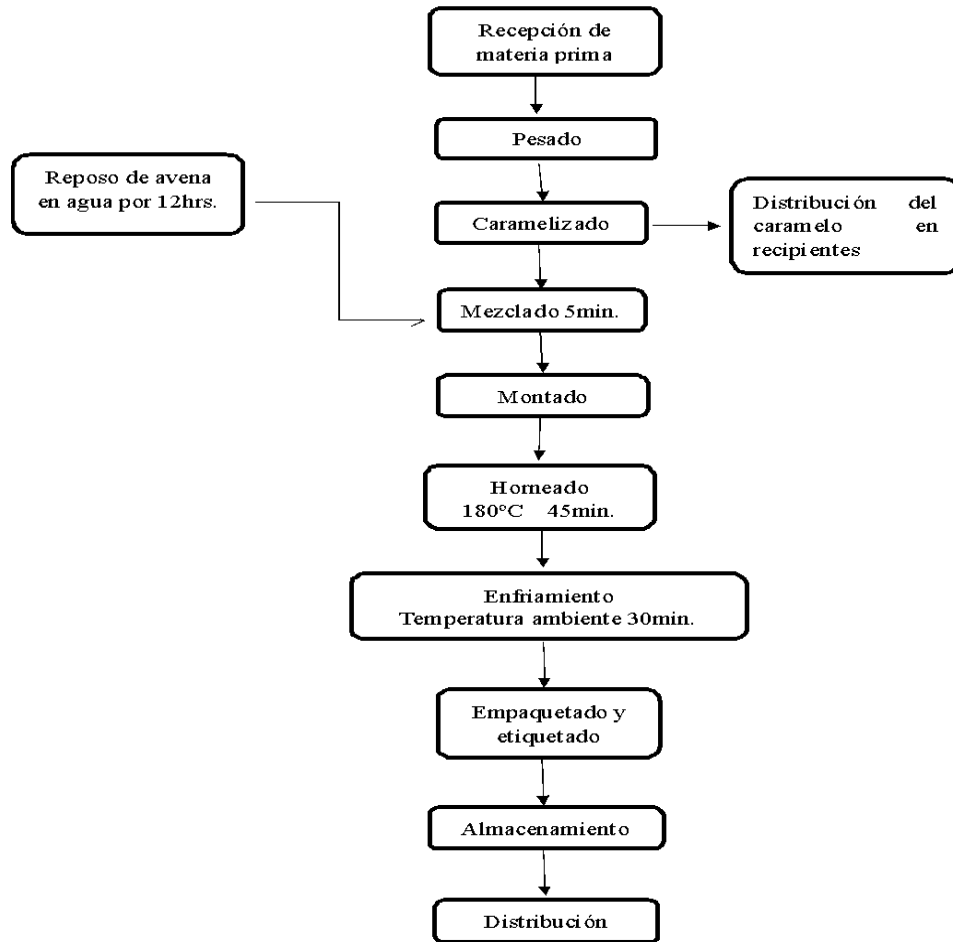 Recepción de
materia prima
Pesado
Reposo de avena
en agua por 12hrs.
Caramelizado
Distribución del
caramelo en
recipientes
Mezclado 5min.
Montado
Horneado
180°C 45min.
Enfriamiento
Temperatura ambiente 30min.
Empaquetado y
etiquetado
Almacenamiento
Distribución